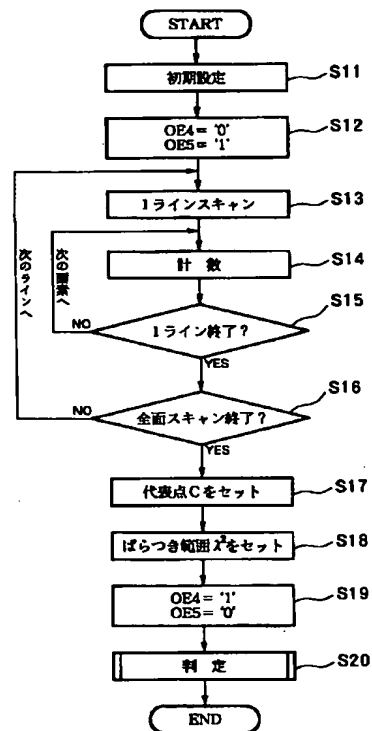 START
初期設定
S11
OE4= '0'
OE5= '1'
S12
1ラインスキャン
S13
計 数
S14
次のラインへ
次の画素へ
1ライン終了?
S15
NO
YES
全面スキャン終了?
S16
NO
YES
代表点Cをセット
S17
ばらつき範囲χ²をセット
S18
OE4= '1'
OE5= '0'
S19
判 定
S20
END